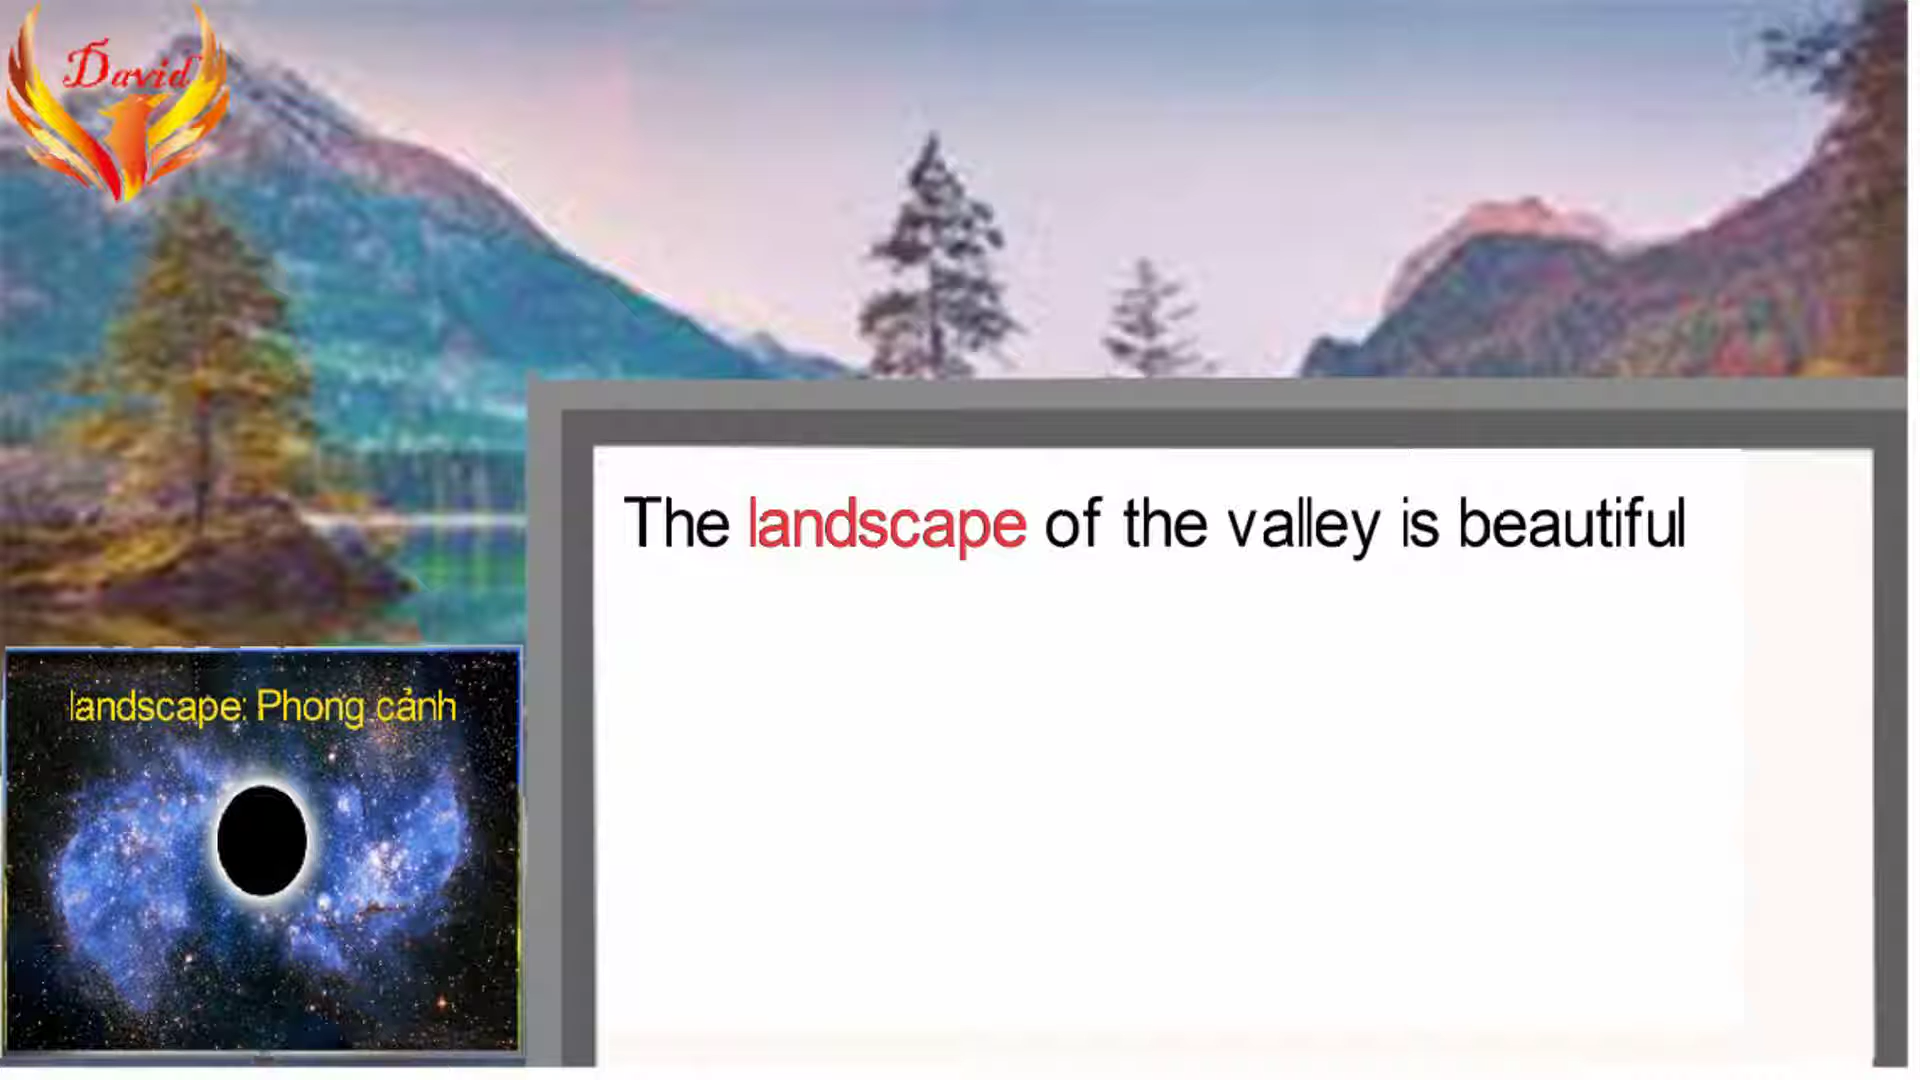 David
The landscape of the valley is beautiful
landscape: Phong cảnh